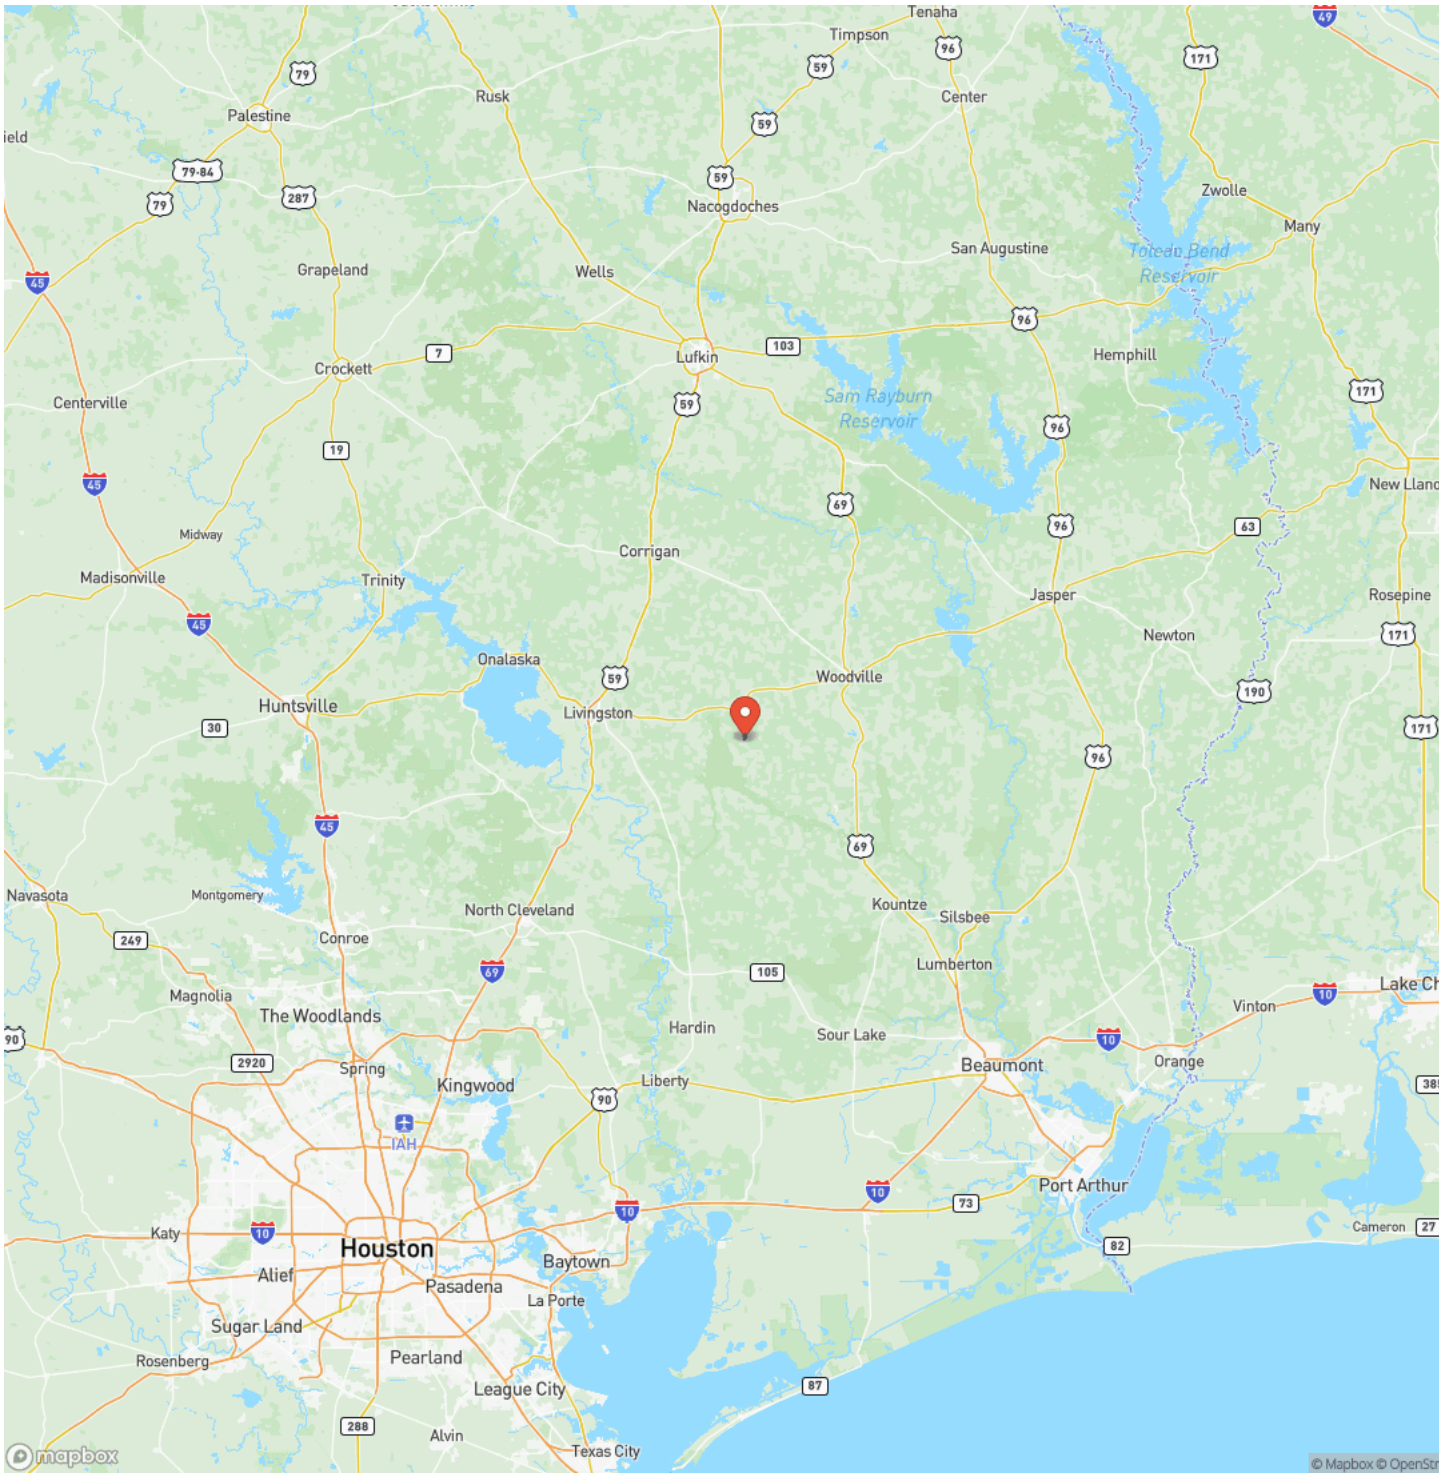 Tenaha
49
Timpson
96
171
59
79
Rusk
Center
Palestine
59
ield
79-84
59
Zwolle
287
79
Nacogdoches
Many
San Augustine
Toledo Bend
Reservoir
Grapeland
Wells
45
96
103
7
Lufkin
Hemphill
Crockett
171
Sam Rayburn
Reservoir
Centerville
59
96
19
45
New Llano
69
96
63
Midway
Corrigan
Madisonville
Trinity
Jasper
Rosepine
45
Newton
171
Onalaska
59
Woodville
190
Huntsville
Livingston
30
171
96
45
69
Navasota
Montgomery
Kountze
North Cleveland
Silsbee
249
Conroe
Lumberton
69
105
Lake Ch
Magnolia
10
Vinton
The Woodlands
Hardin
Sour Lake
90
10
2920
Spring
Beaumont
Orange
Kingwood
Liberty
385
90
IAH
Port Arthur
10
73
10
Katy
10
Cameron
27
Houston
82
Baytown
Alief
Pasadena
La Porte
Sugar Land
Pearland
Rosenberg
League City
87
288
Alvin
Texas City
mapbox
© Mapbox © OpenStr